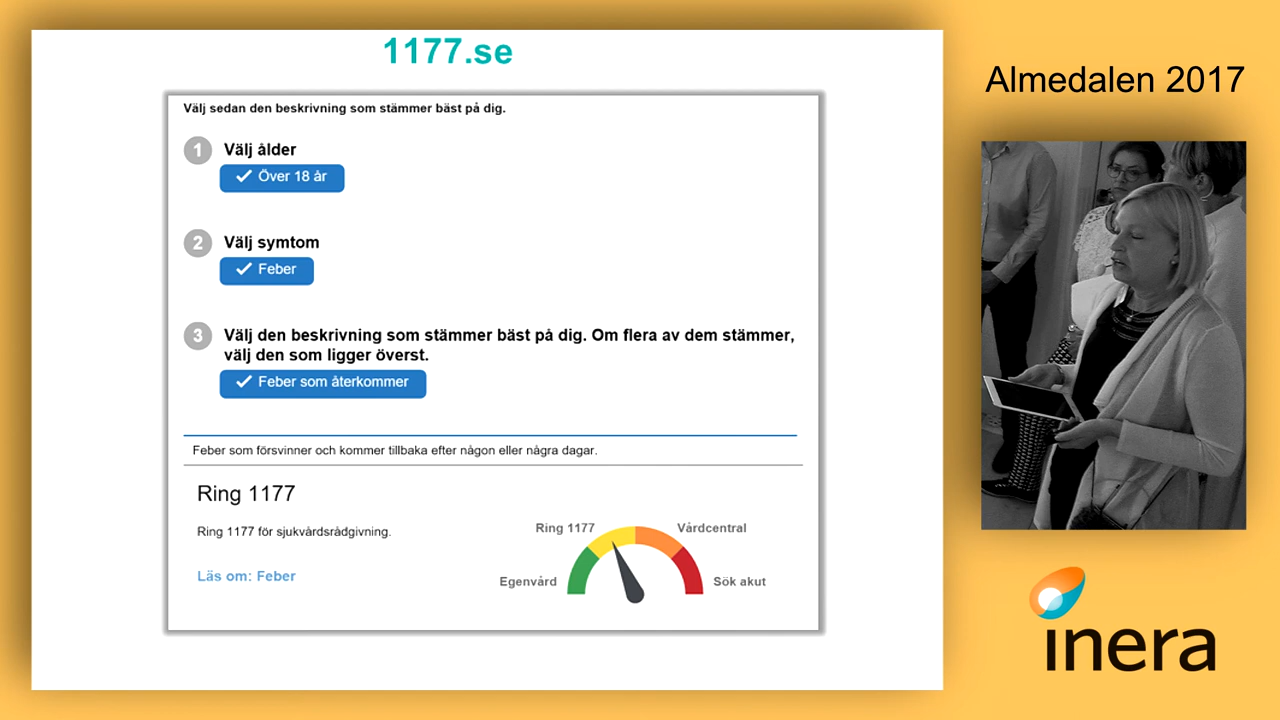 1177.se
Välj sedan den beskrivning som stämmer bäst på dig.
1 Välj ålder
Över 18 år
2 Välj symtom
Feber
3 Välj den beskrivning som stämmer bäst på dig. Om flera av dem stämmer,
välj den som ligger överst.
Feber som återkommer
Feber som försvinner och kommer tillbaka efter någon eller några dagar.
Ring 1177
Ring 1177 för sjukvårdsrådgivning.
Läs om: Feber
Ring 1177
Vårdcentral
Egenvård
Sök akut
Almedalen 2017
inera